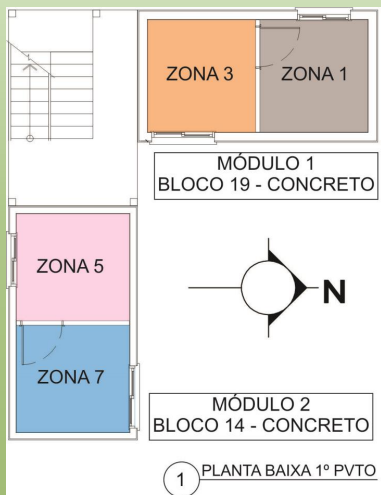 ZONA 3
ZONA 1
MÓDULO 1
BLOCO 19 - CONCRETO
ZONA 5
N
ZONA 7
MÓDULO 2
BLOCO 14 - CONCRETO
1 PLANTA BAIXA 1º PVTO